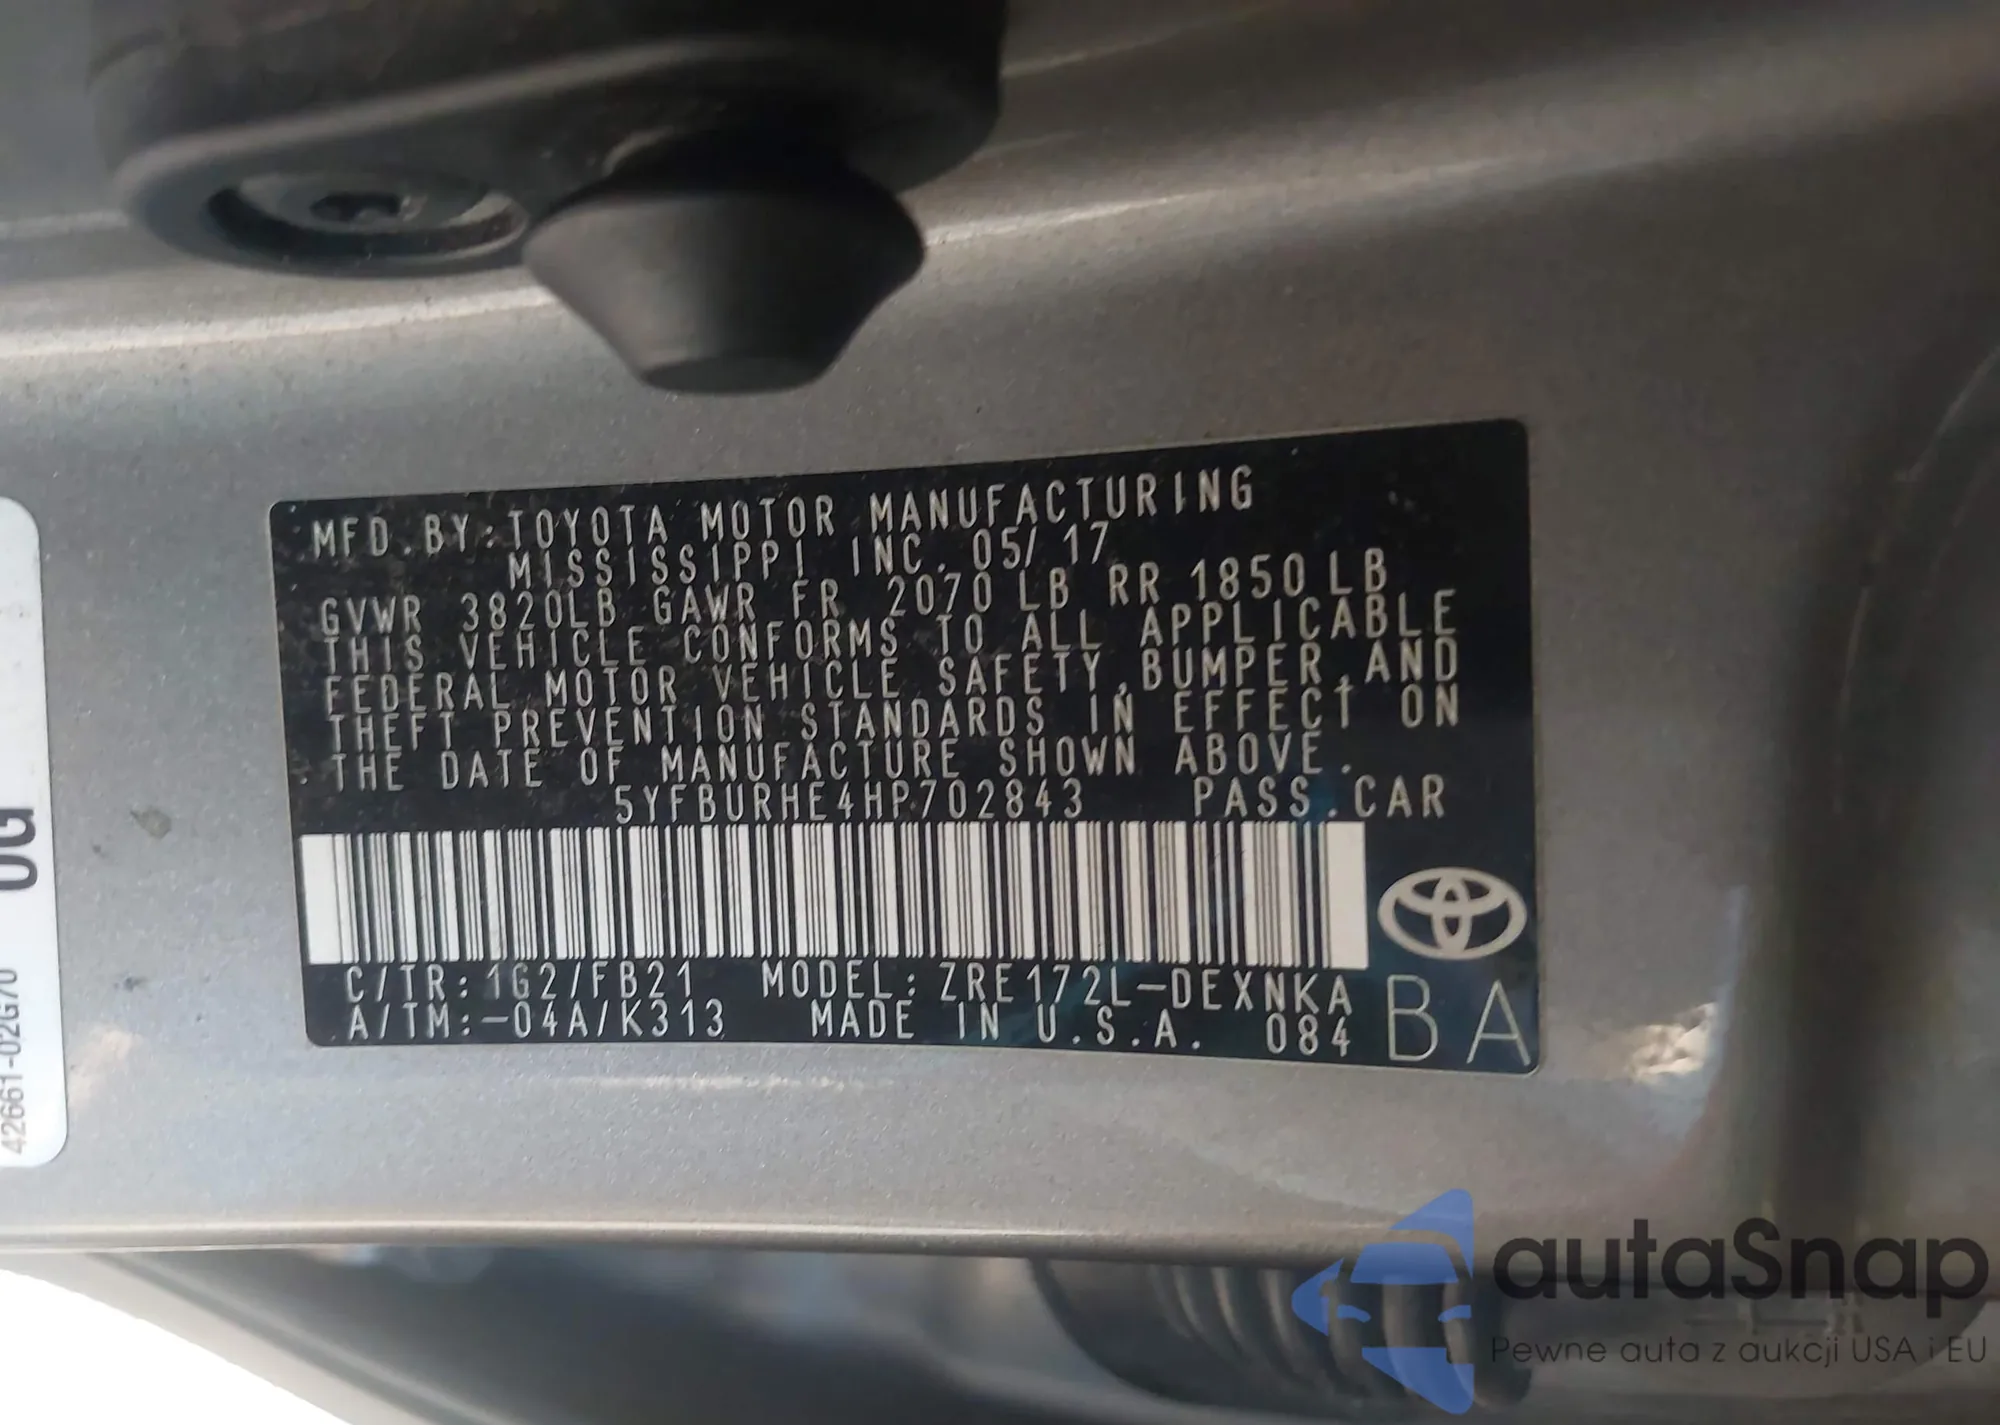 MFD.BY:TOYOTA MOTOR MANUFACTURING
MISSISSIPPI INC. 05/17
GVWR 3820LB GAWR FR 2070 LB RR 1850 LB
THIS VEHICLE CONFORMS TO ALL APPLICABLE
FEDERAL MOTOR VEHICLE SAFETY,BUMPER,AND
THEFT PREVENTION STANDARDS IN EFFECT ON
THE DATE OF MANUFACTURE SHOWN ABOVE.
5YFBURHE4HP702843 PASS.CAR
C/TR:1G2/FB21 MODEL:ZRE172L-DEXNKA
A/TM:-04A/K313 MADE IN U.S.A. 084
BA
42661-02G70
0G
autaSnap
Pewne auta z aukcji USA i EU